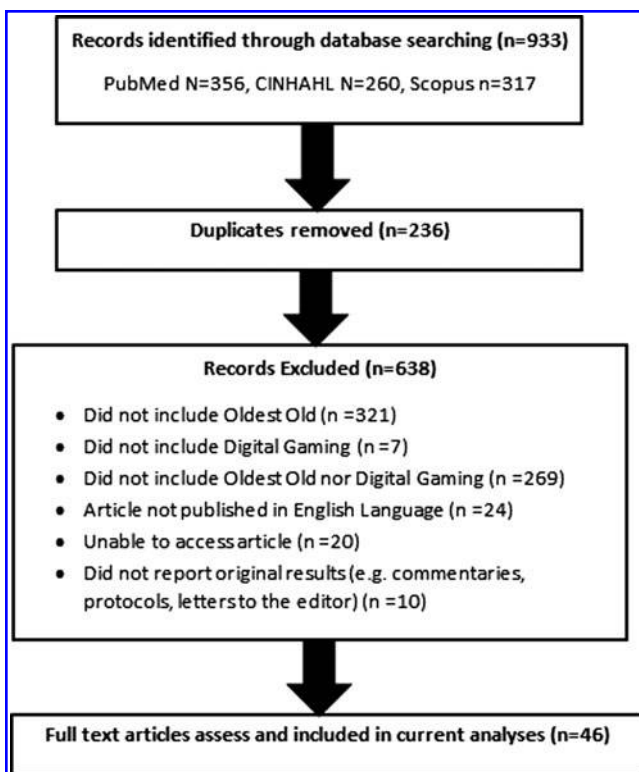 Records identified through database searching (n=933)
PubMed N=356, CINHAHL N=260, Scopus n=317
Duplicates removed (n=236)
Records Excluded (n=638)
• Did not include Oldest Old (n =321)
• Did not include Digital Gaming (n =7)
• Did not include Oldest Old nor Digital Gaming (n =269)
• Article not published in English Language (n =24)
• Unable to access article (n =20)
• Did not report original results (e.g. commentaries,
protocols, letters to the editor) (n =10)
Full text articles assess and included in current analyses (n=46)